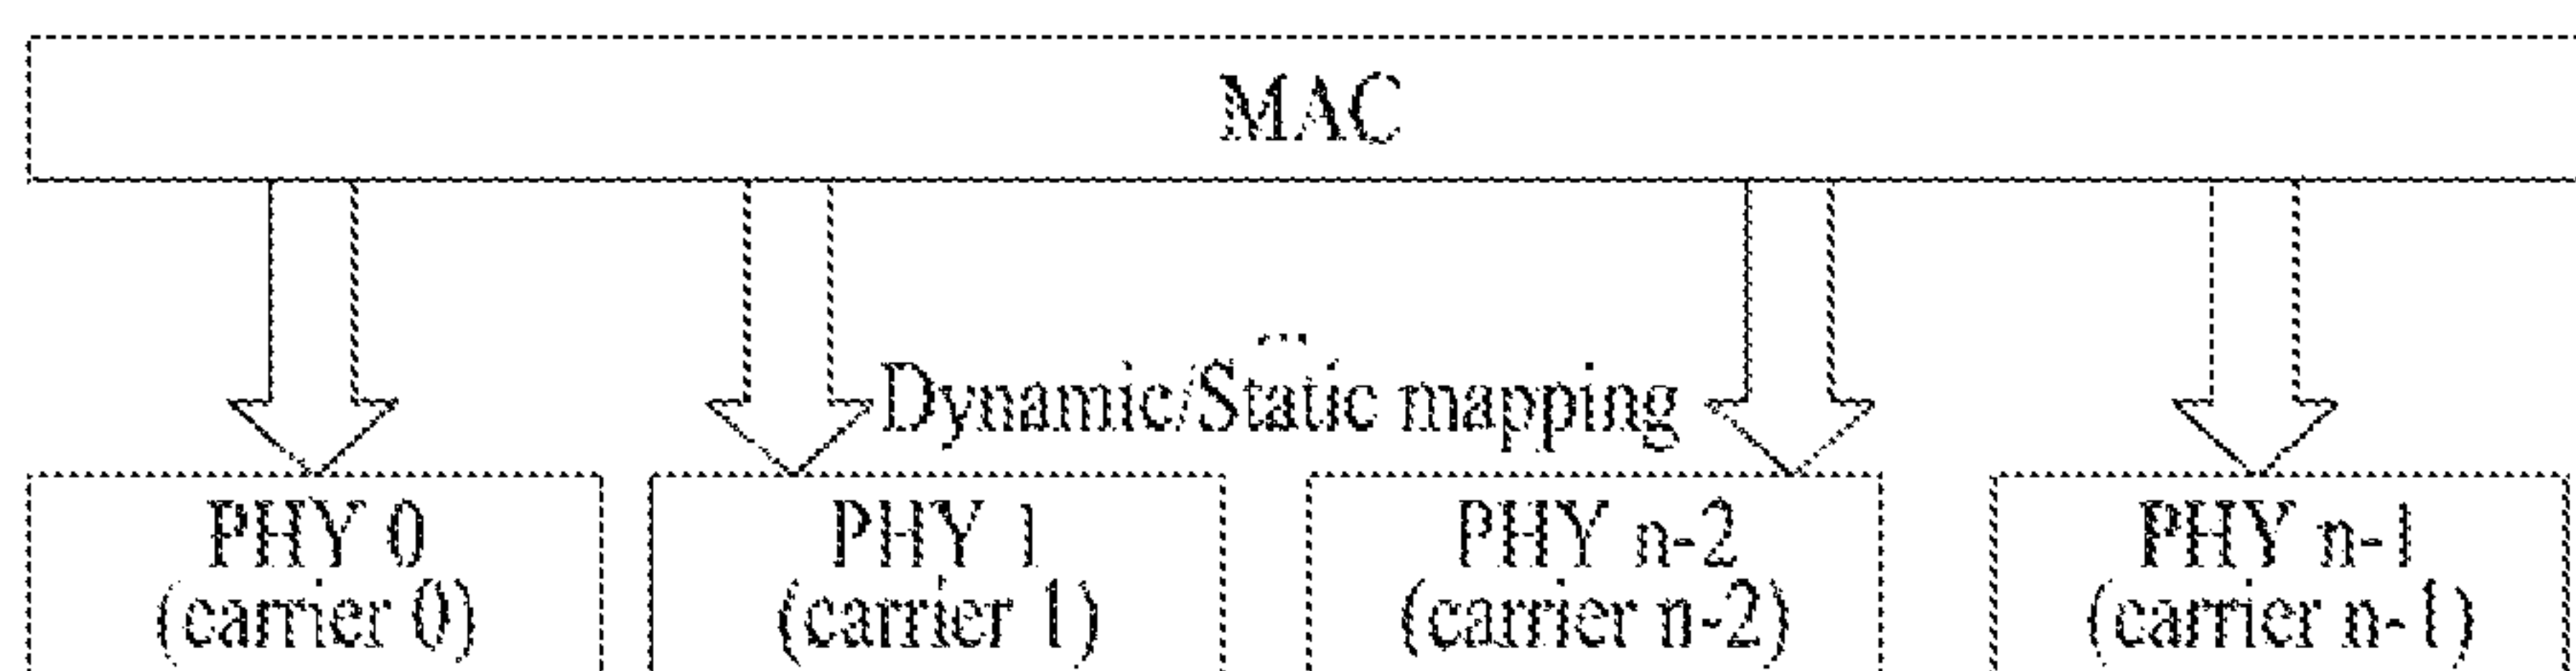 MAC
...
Dynamic/Static mapping
PHY 0
(carrier 0)
PHY 1
(carrier 1)
PHY n-2
(carrier n-2)
PHY n-1
(carrier n-1)